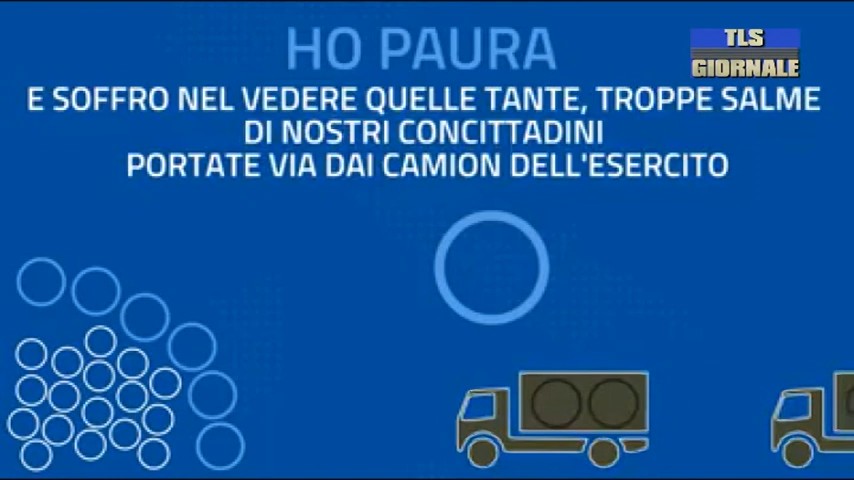 HO PAURA
TLS
GIORNALE
E SOFFRO NEL VEDERE QUELLE TANTE, TROPPE SALME
DI NOSTRI CONCITTADINI
PORTATE VIA DAI CAMION DELL'ESERCITO